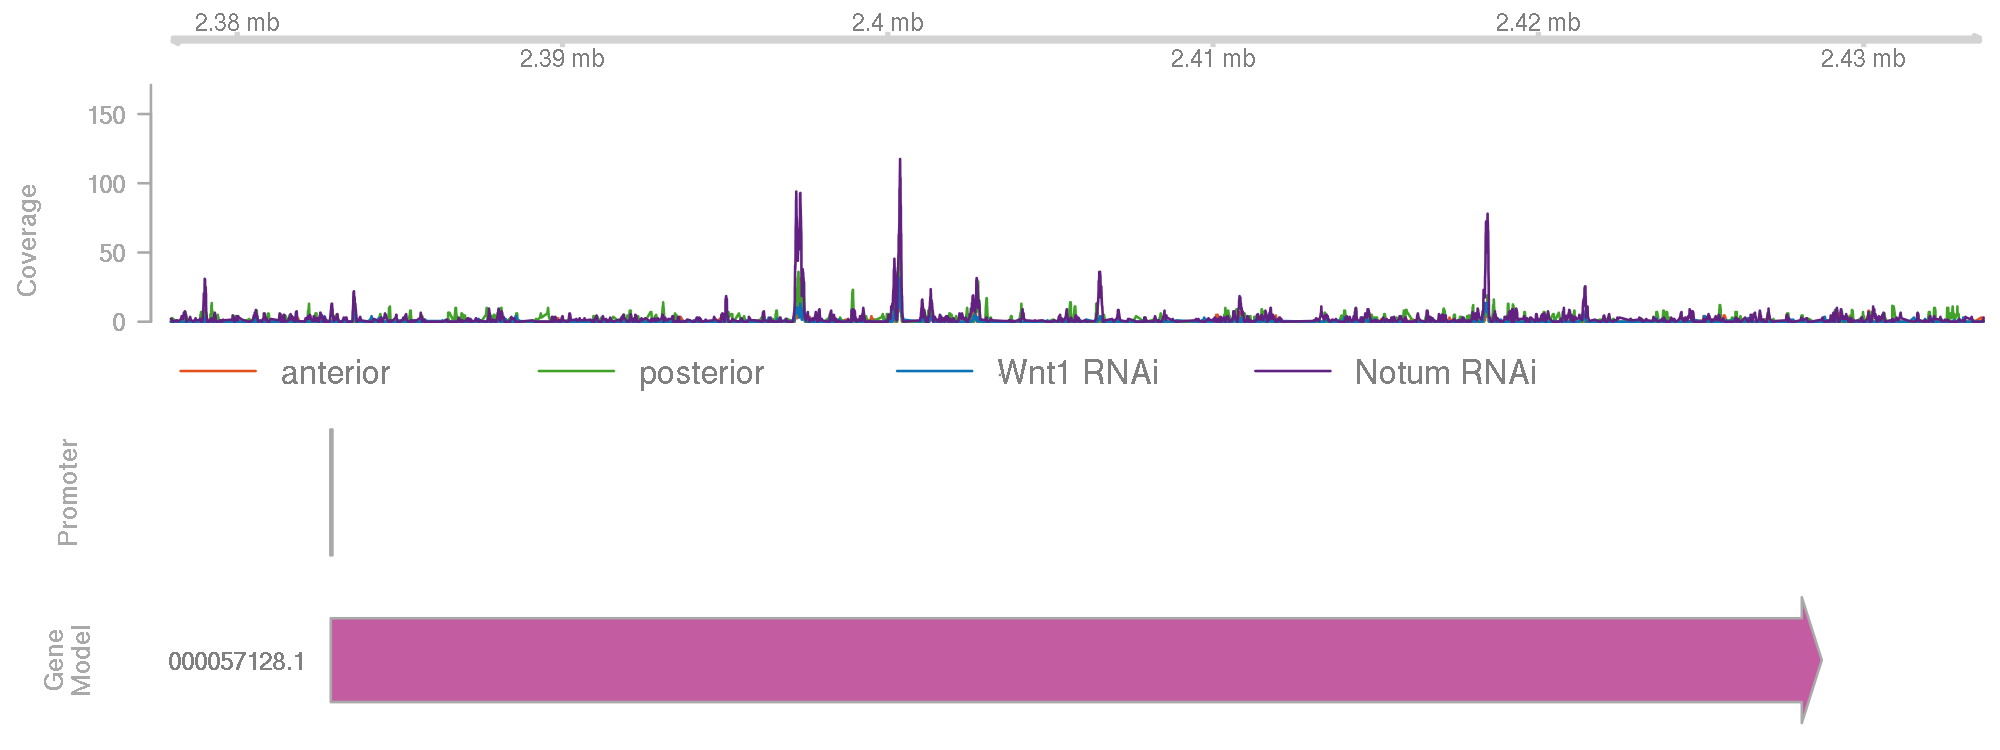 2.38 mb 2.4 mb 2.42 mb
2.39 mb 2.41 mb 2.43 mb
Coverage
150
100
50
0
anterior posterior Wnt1 RNAi Notum RNAi
Promoter
Gene
Model
000057128.1